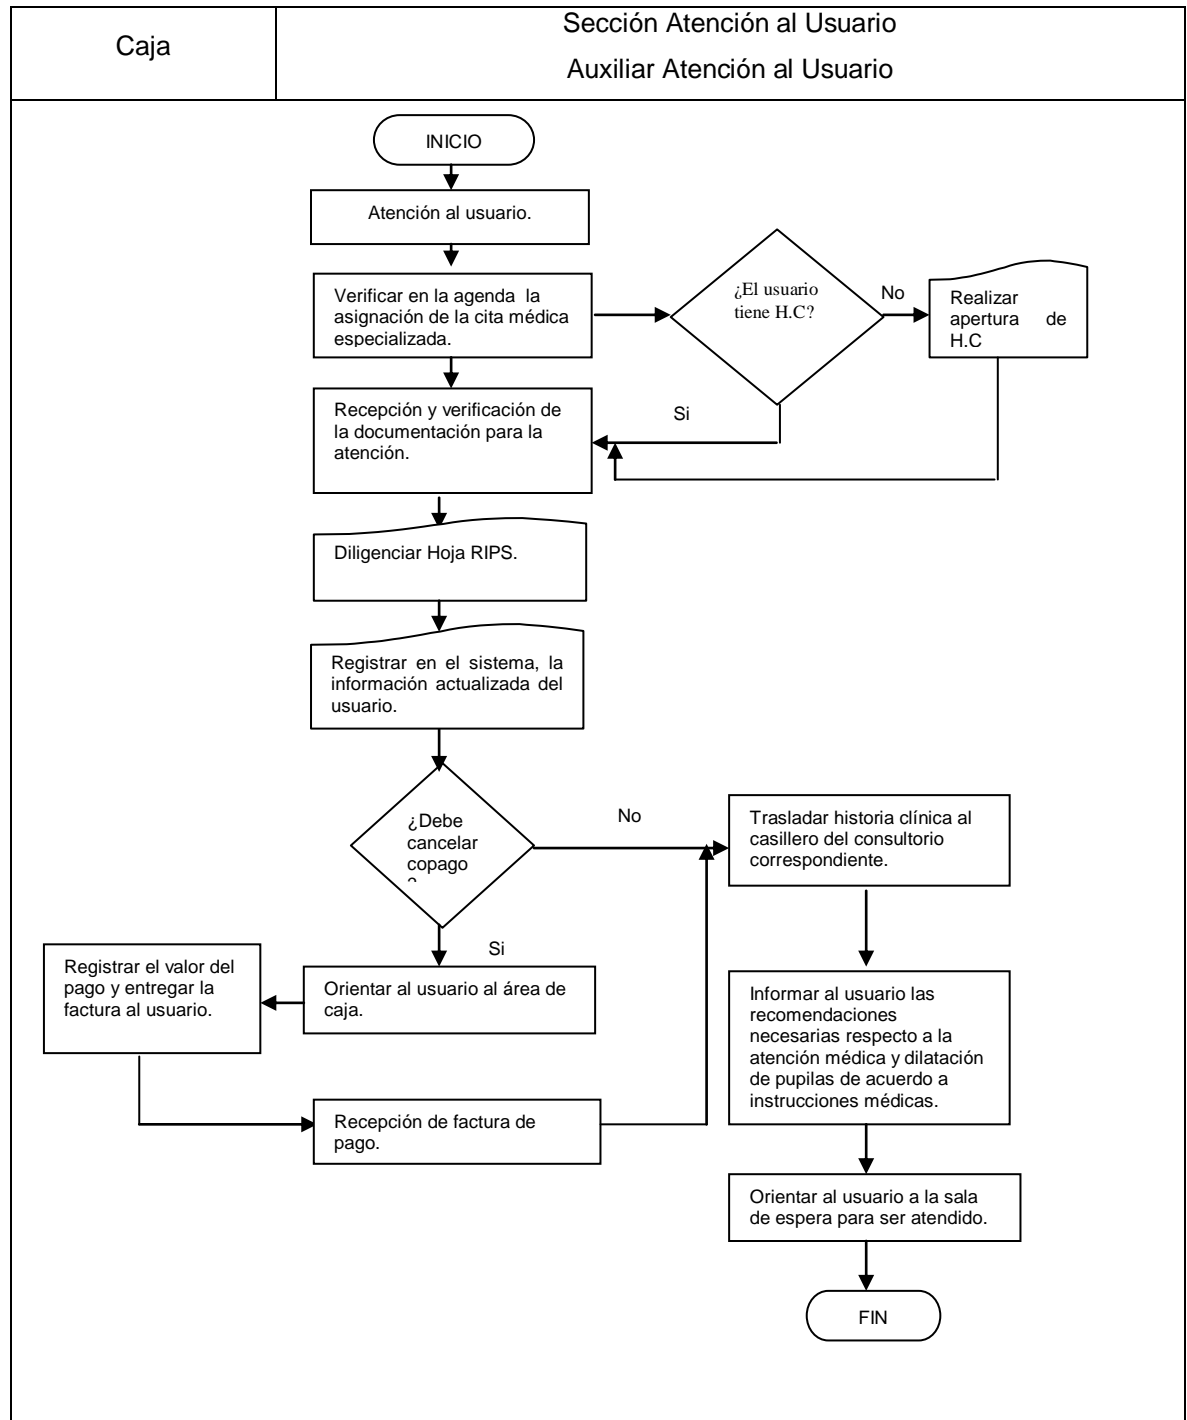 Caja
Sección Atención al Usuario
Auxiliar Atención al Usuario
INICIO
Atención al usuario.
Verificar en la agenda la
asignación de la cita médica
especializada.
¿El usuario
tiene H.C?
No
Realizar
apertura de
H.C
Recepción y verificación de
la documentación para la
atención.
Si
Diligenciar Hoja RIPS.
Registrar en el sistema, la
información actualizada del
usuario.
¿Debe
cancelar
copago
?
No
Trasladar historia clínica al
casillero del consultorio
correspondiente.
Si
Registrar el valor del
pago y entregar la
factura al usuario.
Orientar al usuario al área de
caja.
Informar al usuario las
recomendaciones
necesarias respecto a la
atención médica y dilatación
de pupilas de acuerdo a
instrucciones médicas.
Recepción de factura de
pago.
Orientar al usuario a la sala
de espera para ser atendido.
FIN